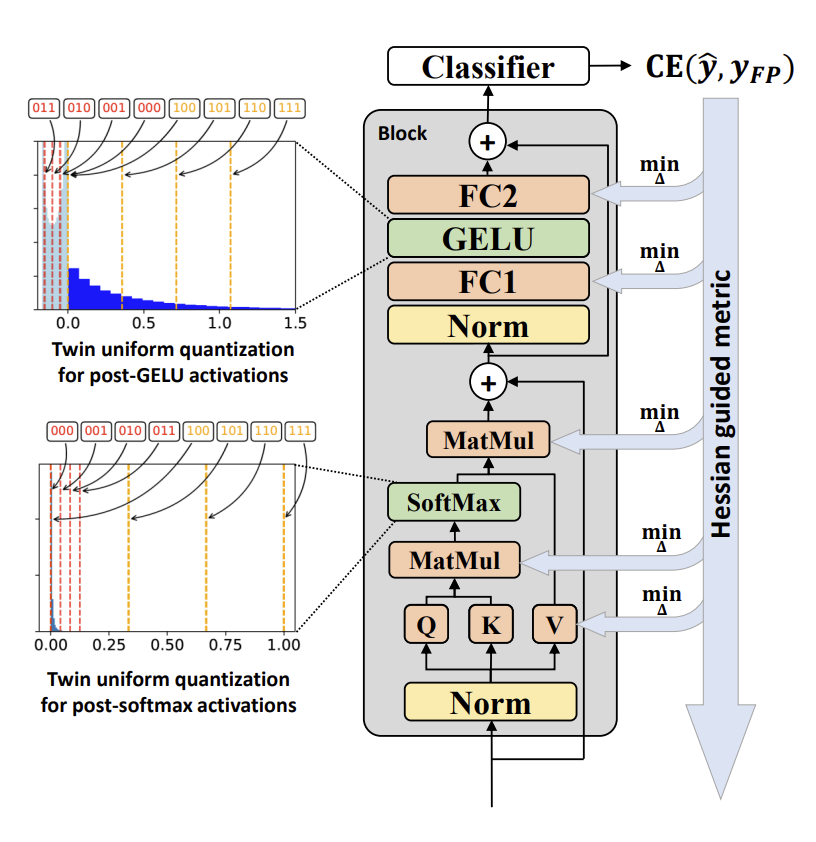 Classifier
CE(ŷ, y_FP)
Block
+
FC2
GELU
FC1
Norm
+
MatMul
SoftMax
MatMul
Q K V
Norm
011 010 001 000 100 101 110 111
0.0 0.5 1.0 1.5
Twin uniform quantization
for post-GELU activations
000 001 010 011 100 101 110 111
0.00 0.25 0.50 0.75 1.00
Twin uniform quantization
for post-softmax activations
min
Δ
min
Δ
min
Δ
min
Δ
min
Δ
Hessian guided metric